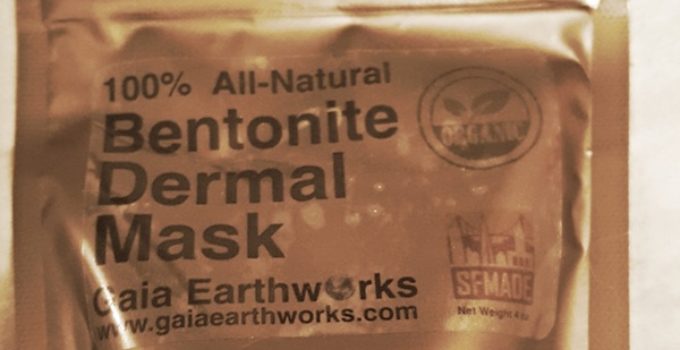 100% All-Natural
Bentonite
Dermal
Mask
Gaia Earthworks
www.gaiaearthworks.com
ORGANIC
SFMADE
Net Weight 4 oz